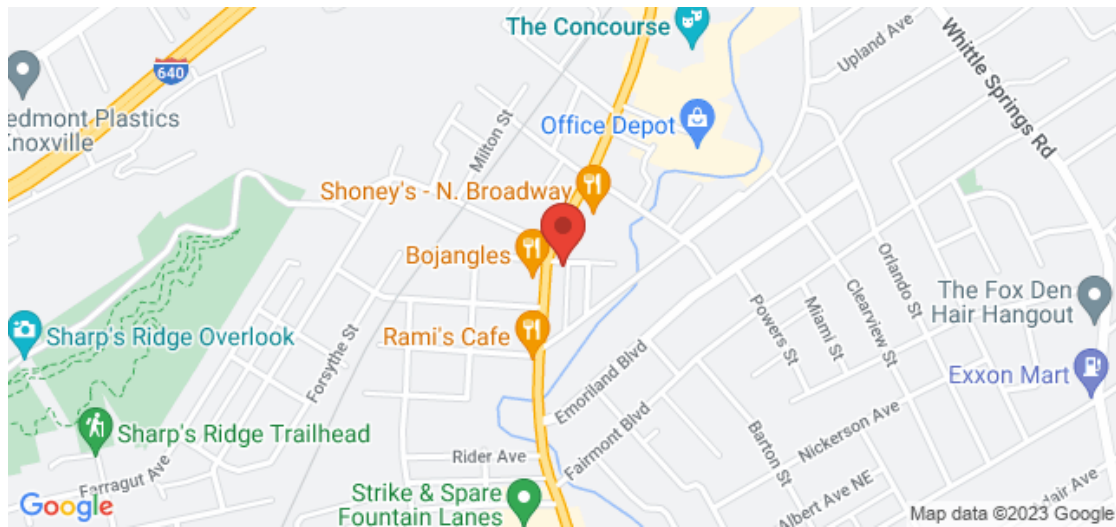 The Concourse
Upland Ave
Whittle Springs Rd
640
edmont Plastics
Knoxville
Milton St
Office Depot
Shoney's - N. Broadway
Bojangles
Orlando St
Clearview St
Miami St
Powers St
The Fox Den
Hair Hangout
Sharp's Ridge Overlook
Forsythe St
Rami's Cafe
Emoriland Blvd
Exxon Mart
Fairmont Blvd
Sharp's Ridge Trailhead
Nickerson Ave
Barton St
Rider Ave
Farragut Ave
Strike & Spare
Fountain Lanes
Albert Ave NE
dair Ave
Google
Map data ©2023 Google